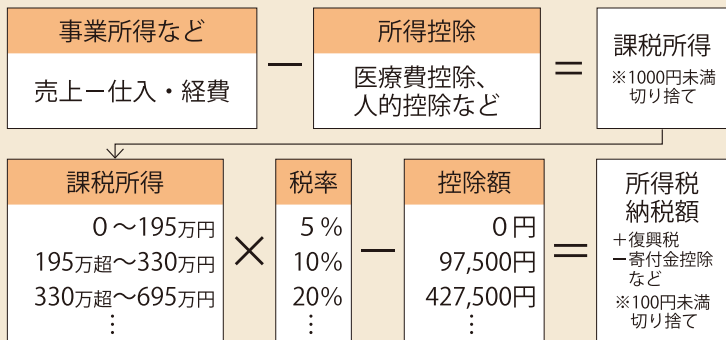 事業所得など
売上ー仕入・経費
ー
所得控除
医療費控除、
人的控除など
＝
課税所得
※1000円未満
切り捨て
課税所得
0〜195万円
195万超〜330万円
330万超〜695万円
⋮
×
税率
5%
10%
20%
⋮
ー
控除額
0円
97,500円
427,500円
⋮
＝
所得税
納税額
＋復興税
ー寄付金控除
など
※100円未満
切り捨て